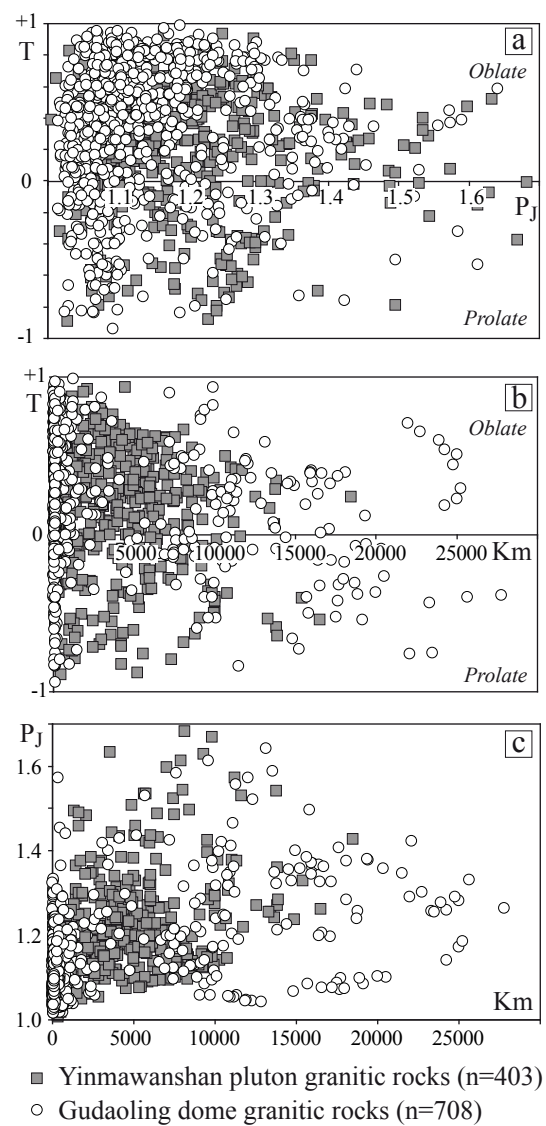 +1
T
a
Oblate
0
1.1
1.2
1.3
1.4
1.5
1.6
P_J
Prolate
-1
+1
T
b
Oblate
0
5000
10000
15000
20000
25000
Km
Prolate
-1
P_J
c
1.6
1.4
1.2
1.0
Km
0
5000
10000
15000
20000
25000
Yinmawanshan pluton granitic rocks (n=403)
Gudaoling dome granitic rocks (n=708)